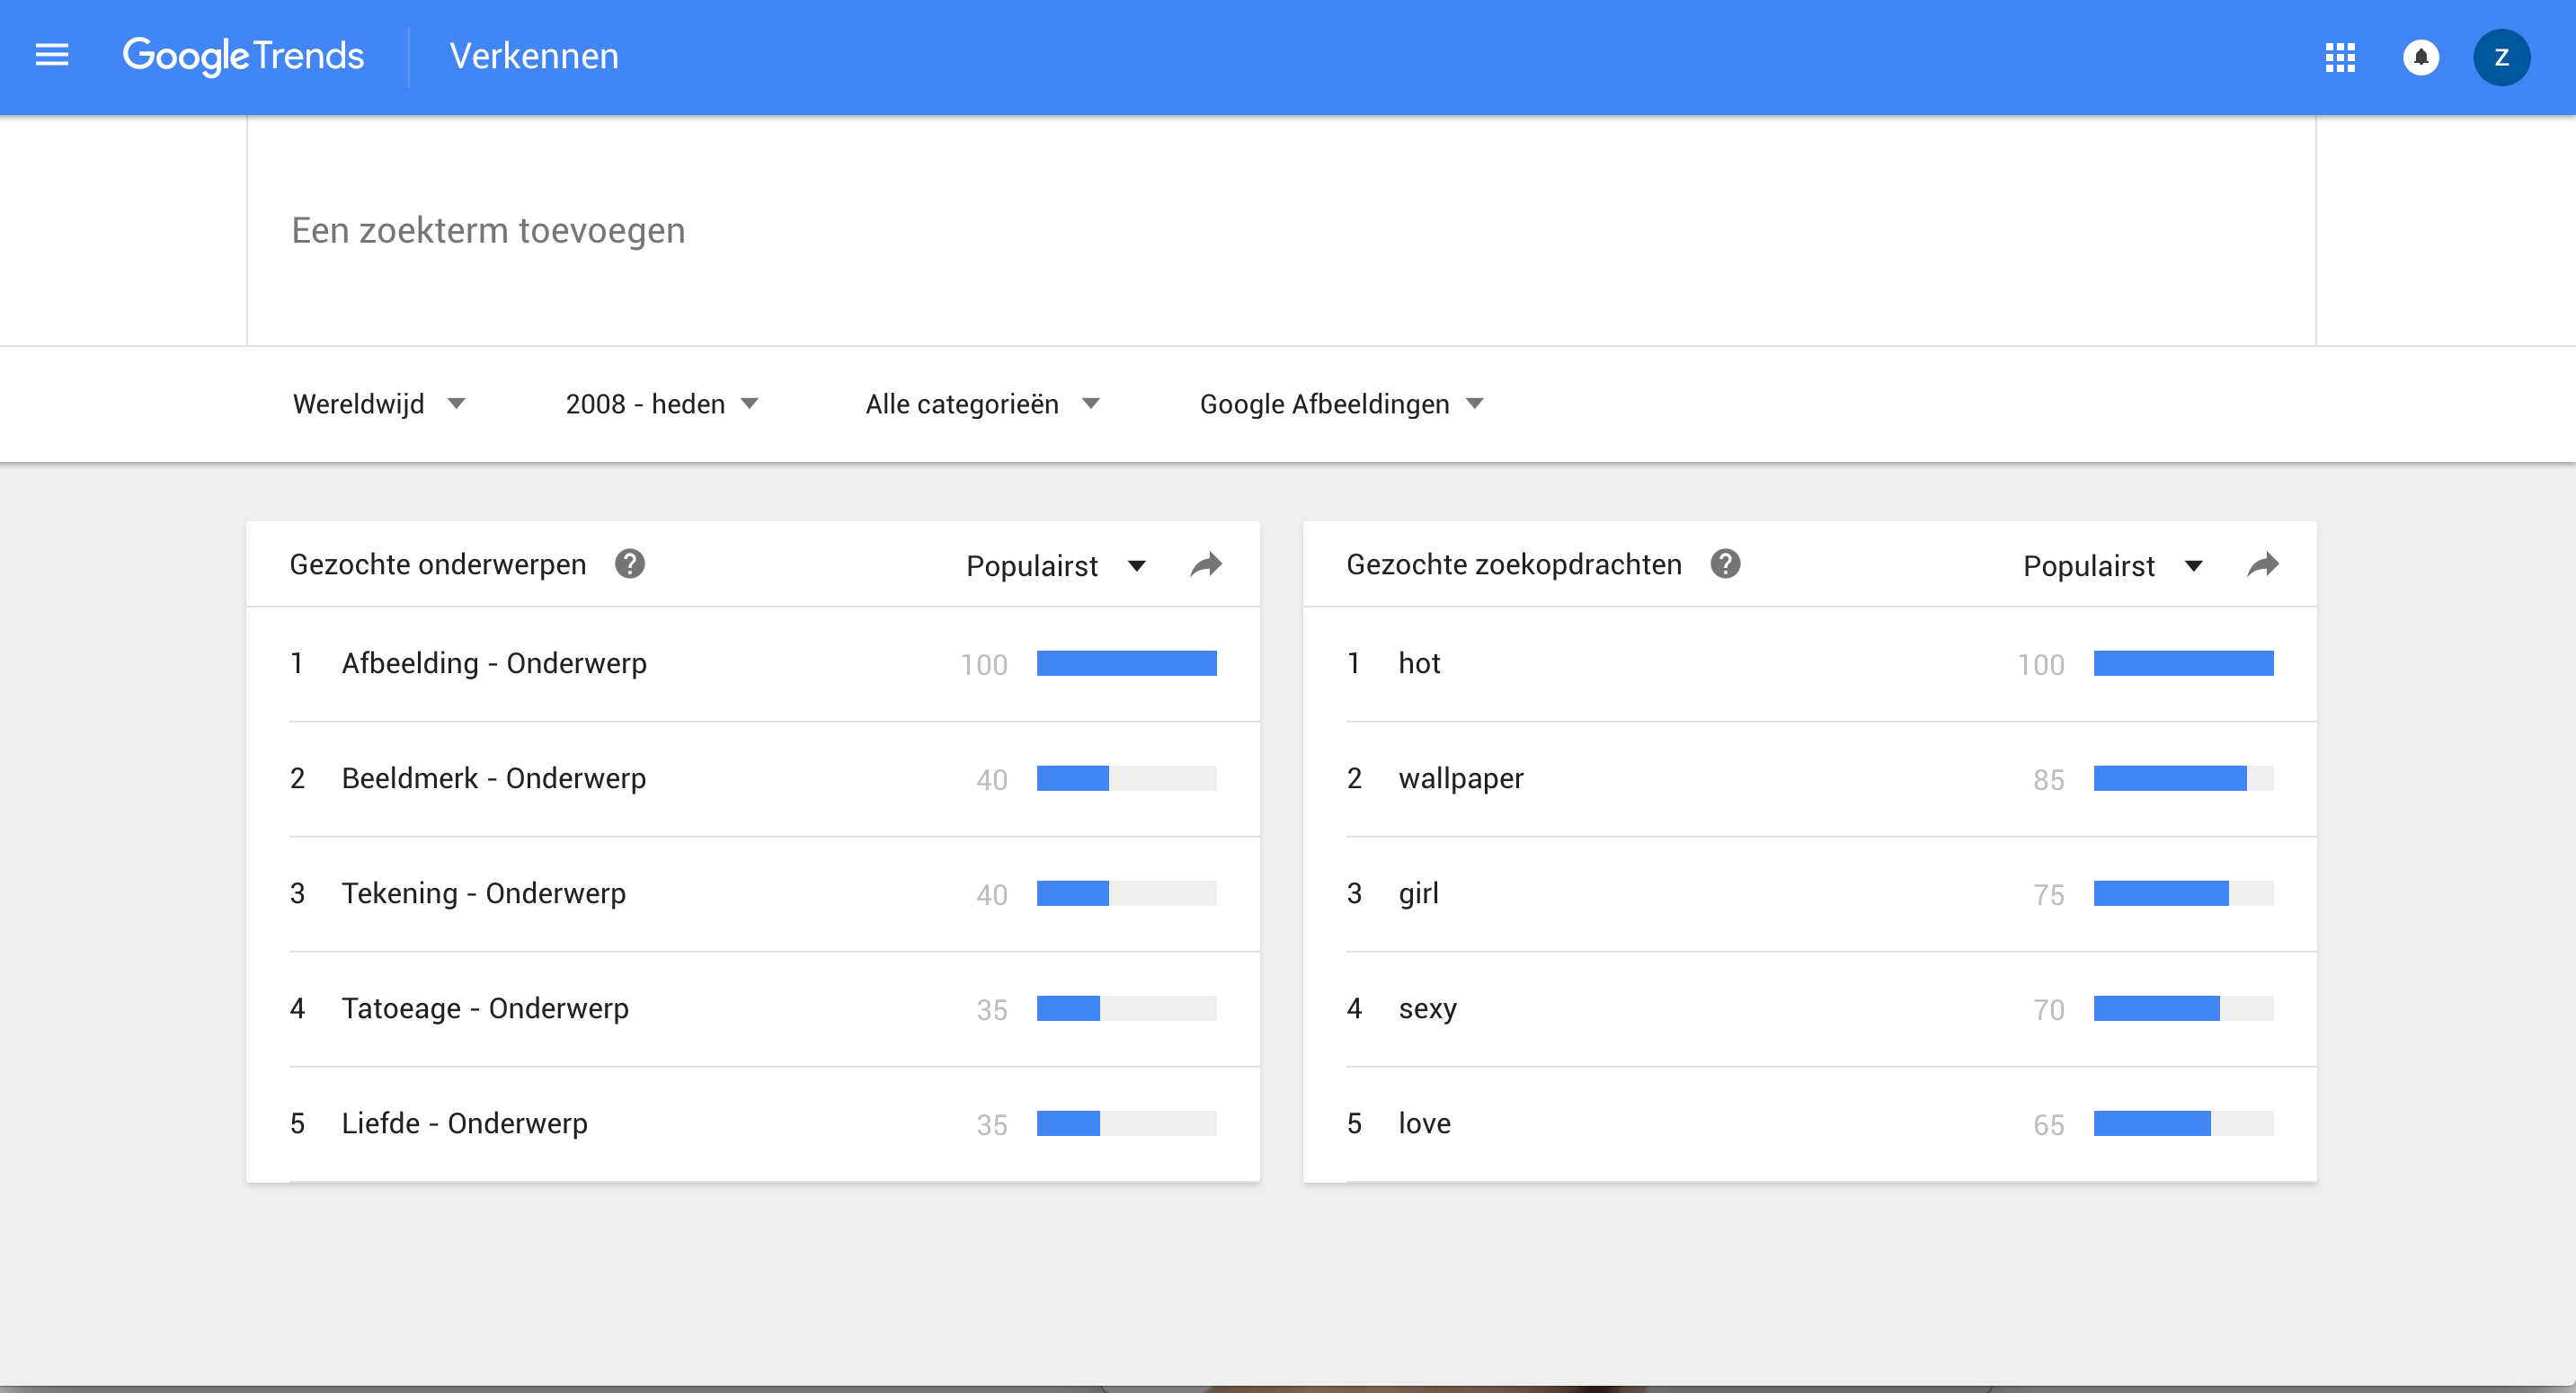 Google Trends Verkennen Z
Een zoekterm toevoegen
Wereldwijd 2008 - heden Alle categorieën Google Afbeeldingen
Gezochte onderwerpen ? Populairst
1 Afbeelding - Onderwerp 100
2 Beeldmerk - Onderwerp 40
3 Tekening - Onderwerp 40
4 Tatoeage - Onderwerp 35
5 Liefde - Onderwerp 35
Gezochte zoekopdrachten ? Populairst
1 hot 100
2 wallpaper 85
3 girl 75
4 sexy 70
5 love 65